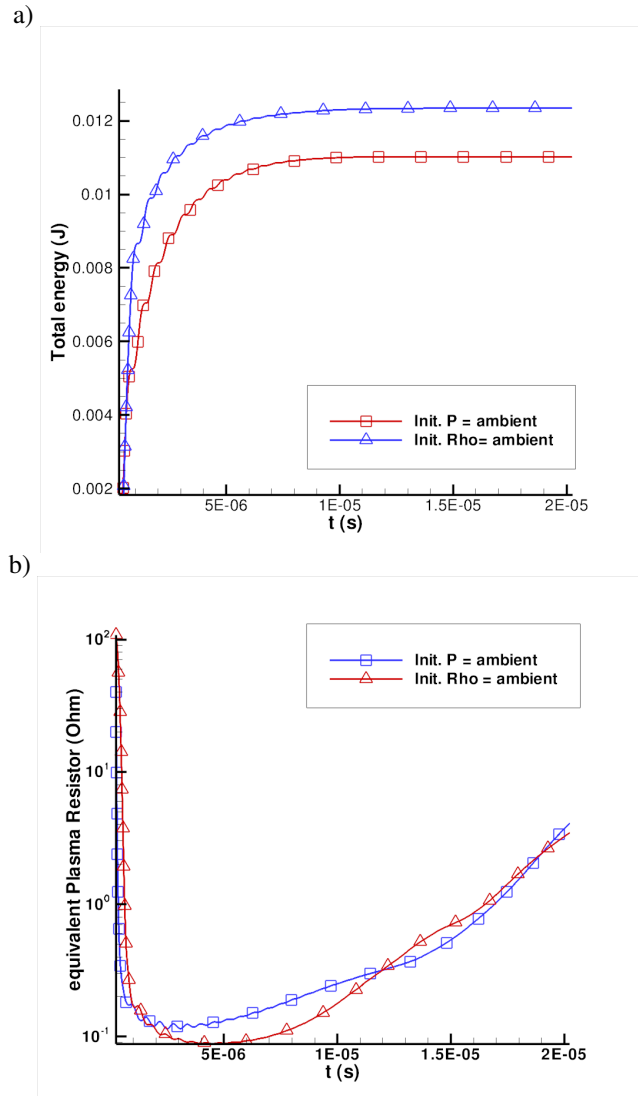 a)
Total energy (J)
0.012
0.01
0.008
0.006
0.004
0.002
Init. P = ambient
Init. Rho= ambient
5E-06 1E-05 1.5E-05 2E-05
t (s)
b)
equivalent Plasma Resistor (Ohm)
10²
10¹
10⁰
10⁻¹
Init. P = ambient
Init. Rho = ambient
5E-06 1E-05 1.5E-05 2E-05
t (s)